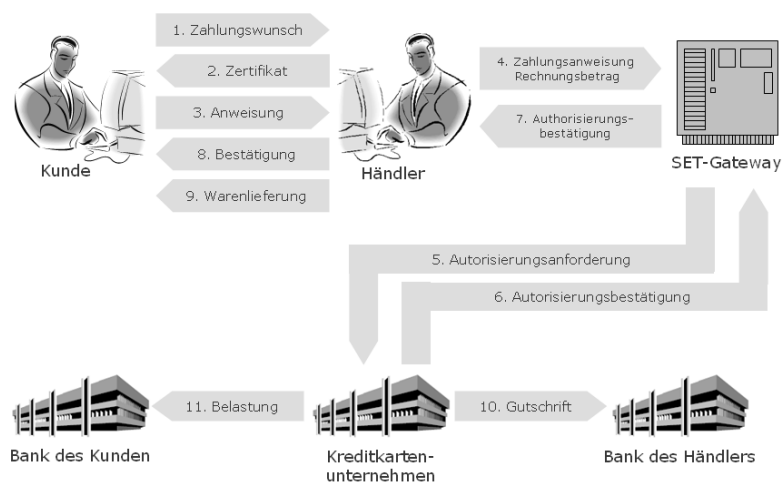 1. Zahlungswunsch
2. Zertifikat
3. Anweisung
8. Bestätigung
9. Warenlieferung
Kunde
Händler
4. Zahlungsanweisung
Rechnungsbetrag
7. Authorisierungs-
bestätigung
SET-Gateway
5. Autorisierungsanforderung
6. Autorisierungsbestätigung
11. Belastung
10. Gutschrift
Bank des Kunden
Kreditkarten-
unternehmen
Bank des Händlers